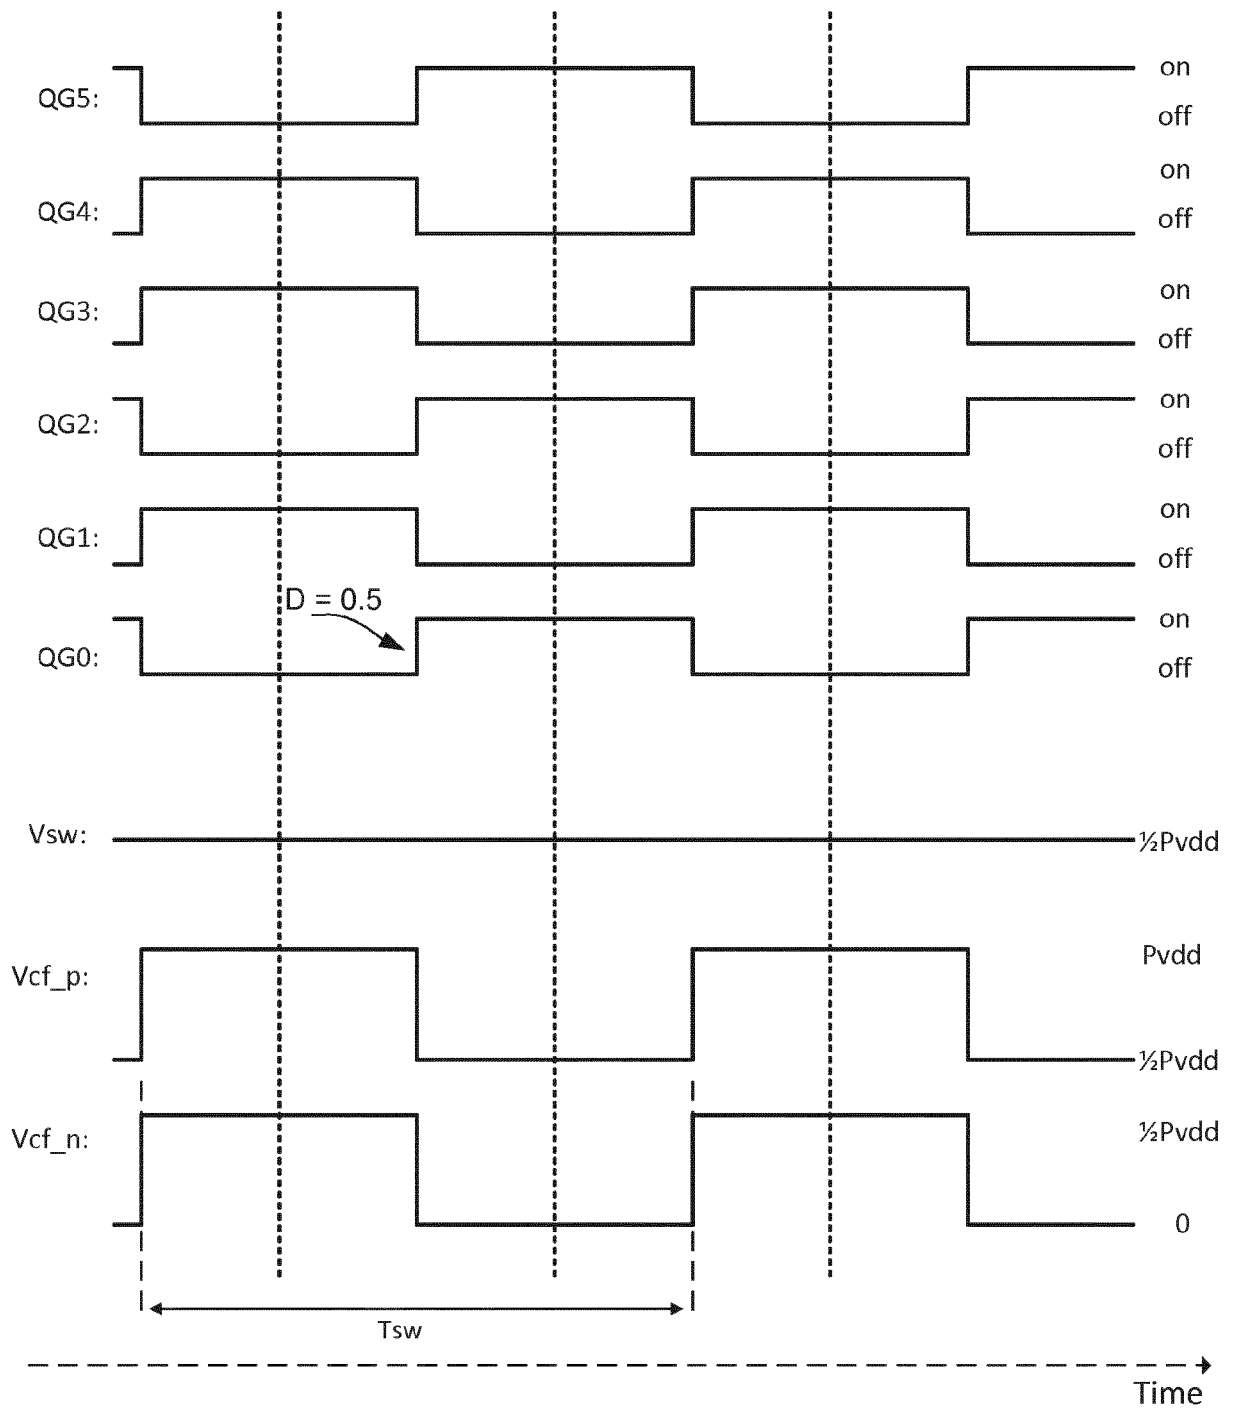 QG5:
on
off
QG4:
on
off
QG3:
on
off
QG2:
on
off
QG1:
on
off
D = 0.5
QG0:
on
off
Vsw:
½Pvdd
Vcf_p:
Pvdd
½Pvdd
Vcf_n:
½Pvdd
0
Tsw
Time